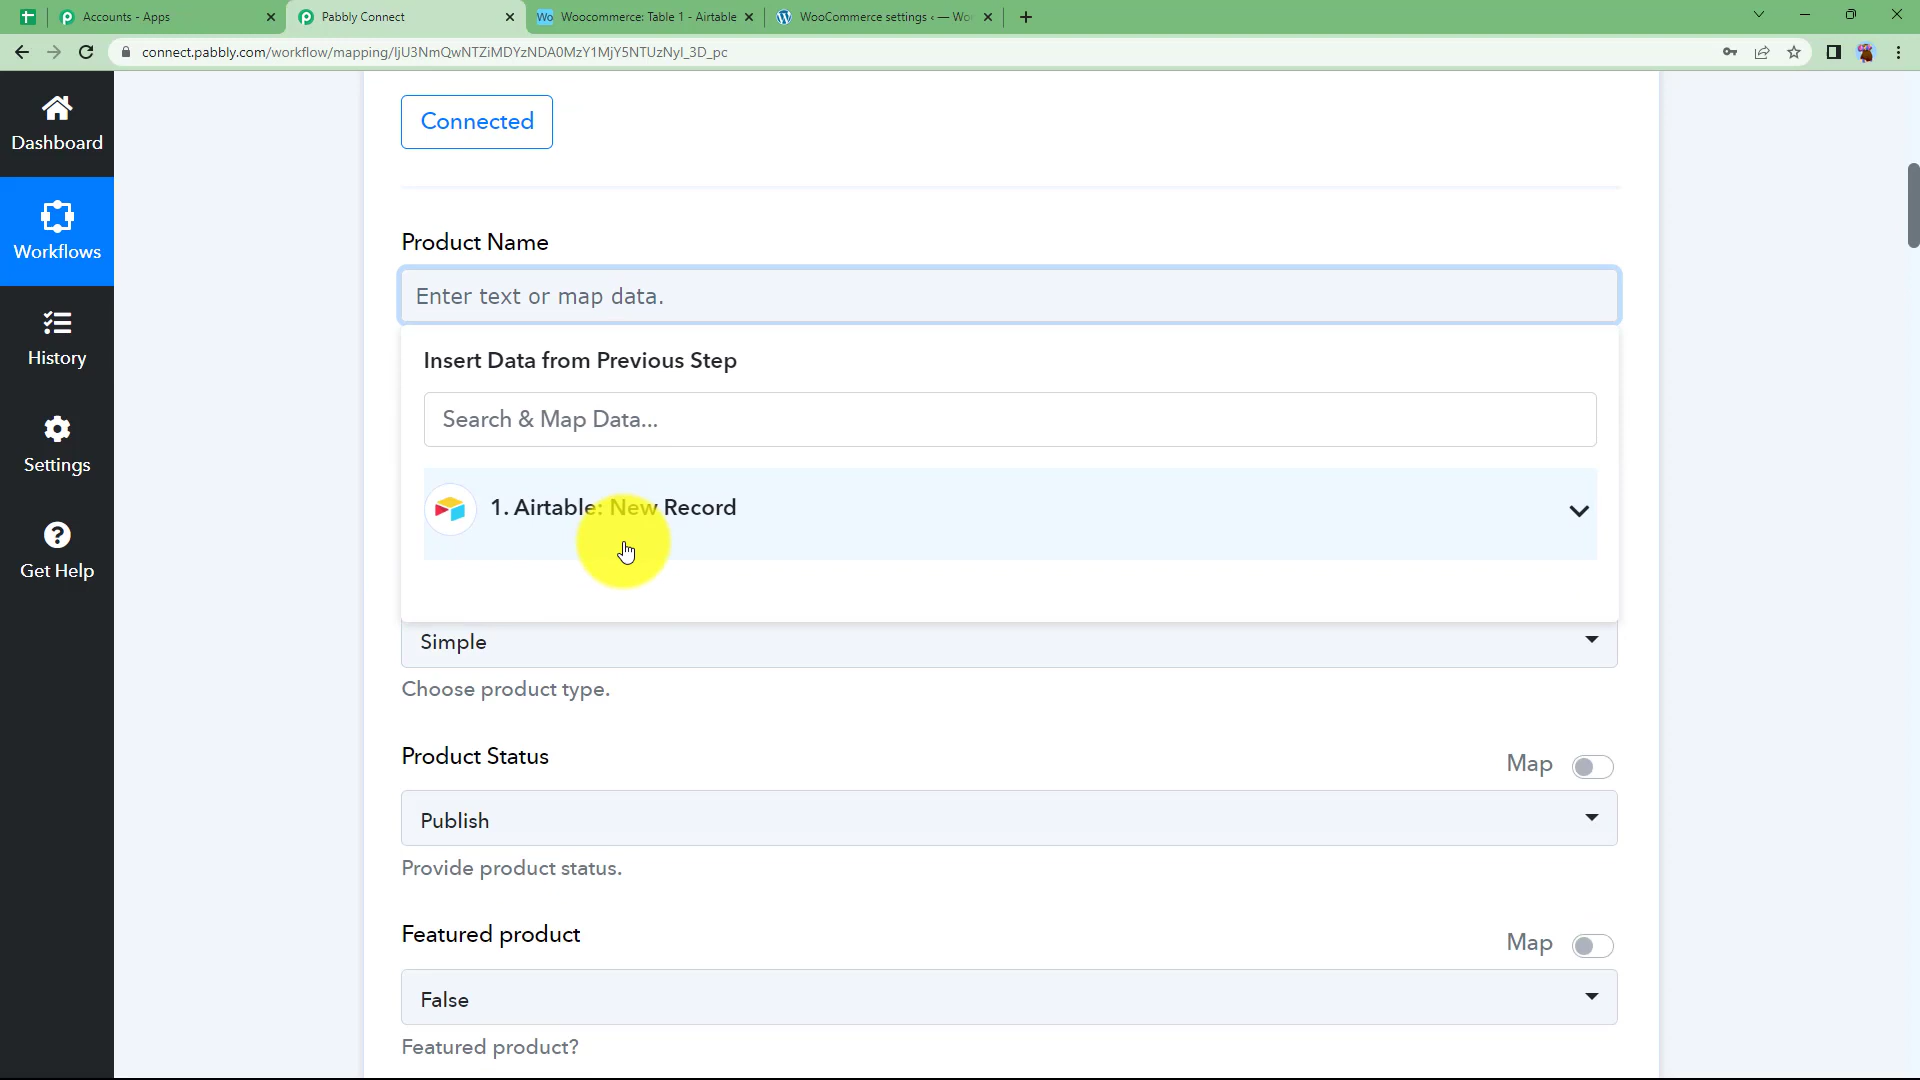 Accounts - Apps
Pabbly Connect
Woocommerce: Table 1 - Airtable
WooCommerce settings ‹ — Wo
connect.pabbly.com/workflow/mapping/IjU3NmQwNTZiMDYzNDA0MzY1MjY5NTUzNyI_3D_pc
Dashboard
Workflows
History
Settings
Get Help
Connected
Product Name
Enter text or map data.
Insert Data from Previous Step
Search & Map Data...
1. Airtable: New Record
Simple
Choose product type.
Product Status
Map
Publish
Provide product status.
Featured product
Map
False
Featured product?